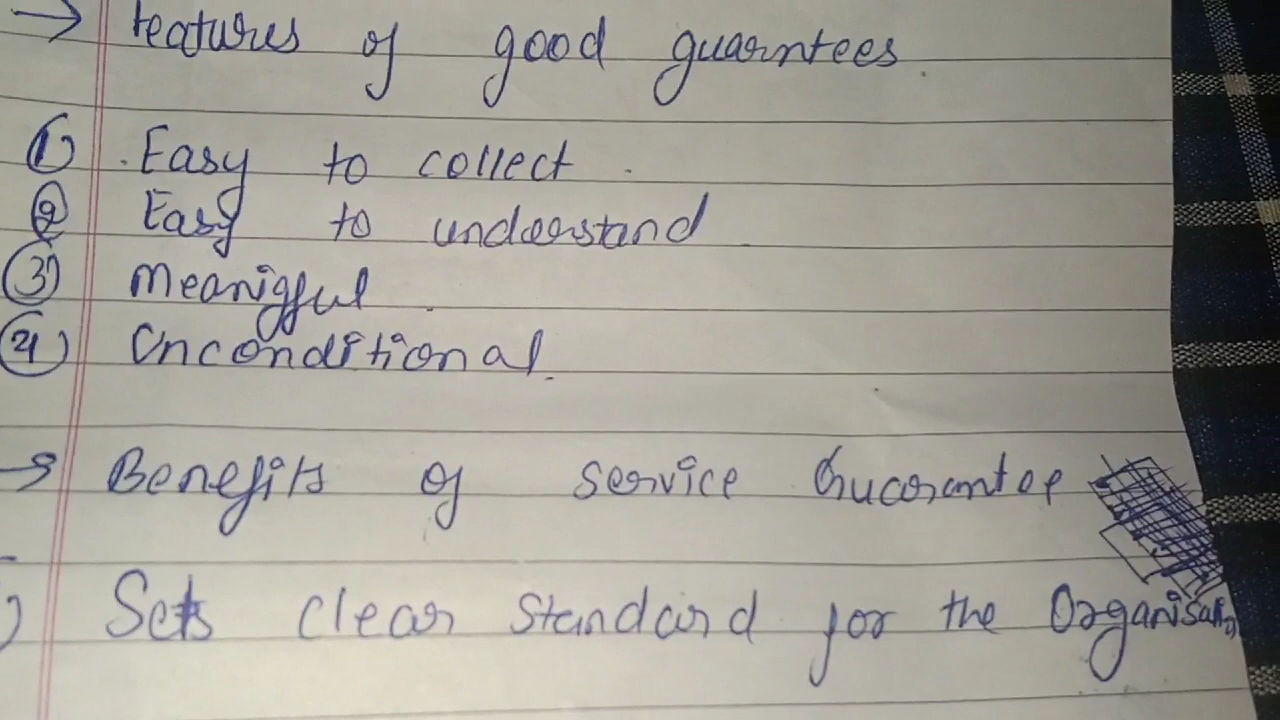 → features of good guarntees.
① Easy to collect.
② Easy to understand
③ Meanigful.
④ Unconditional.
→ Benefits of service Guarantee
Sets clear standard for the Organisation